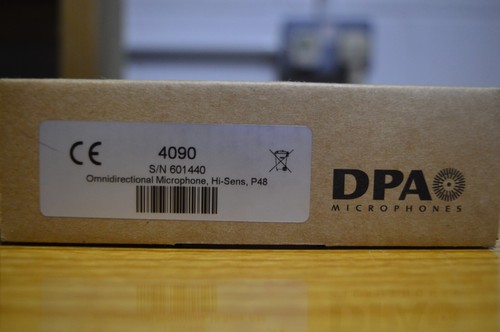 CE
4090
S/N 601440
Omnidirectional Microphone, Hi-Sens, P48
DPA
MICROPHONES